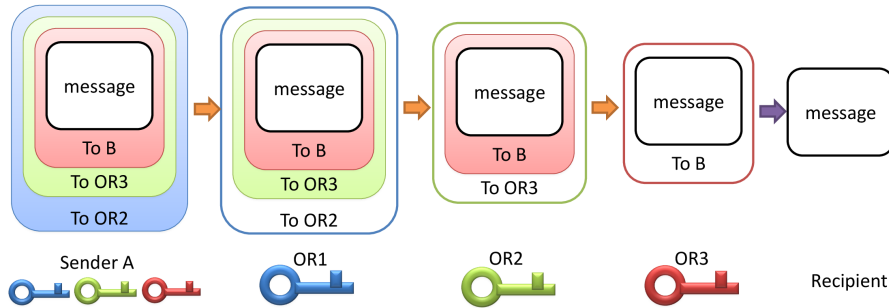 message
To B
To OR3
To OR2
message
To B
To OR3
To OR2
message
To B
To OR3
message
To B
message
Sender A
OR1
OR2
OR3
Recipient